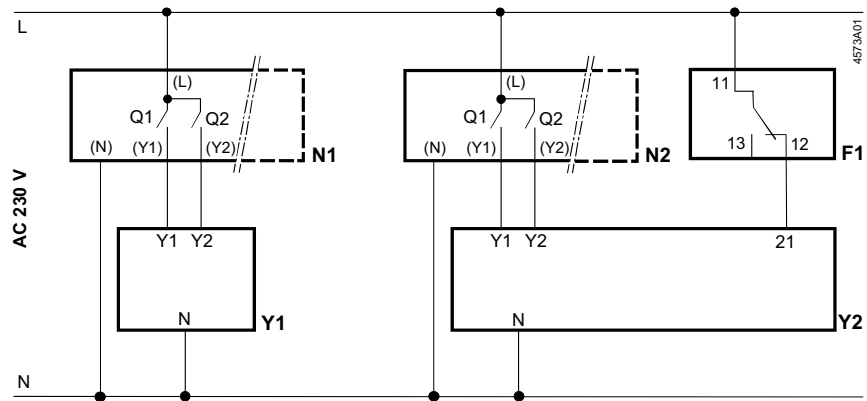 L
4573A01
(L)
(L)
11
Q1
Q2
Q1
Q2
(N)
(Y1)
(Y2)
N1
(N)
(Y1)
(Y2)
N2
13
12
F1
AC 230 V
Y1
Y2
Y1
Y2
21
N
Y1
N
Y2
N